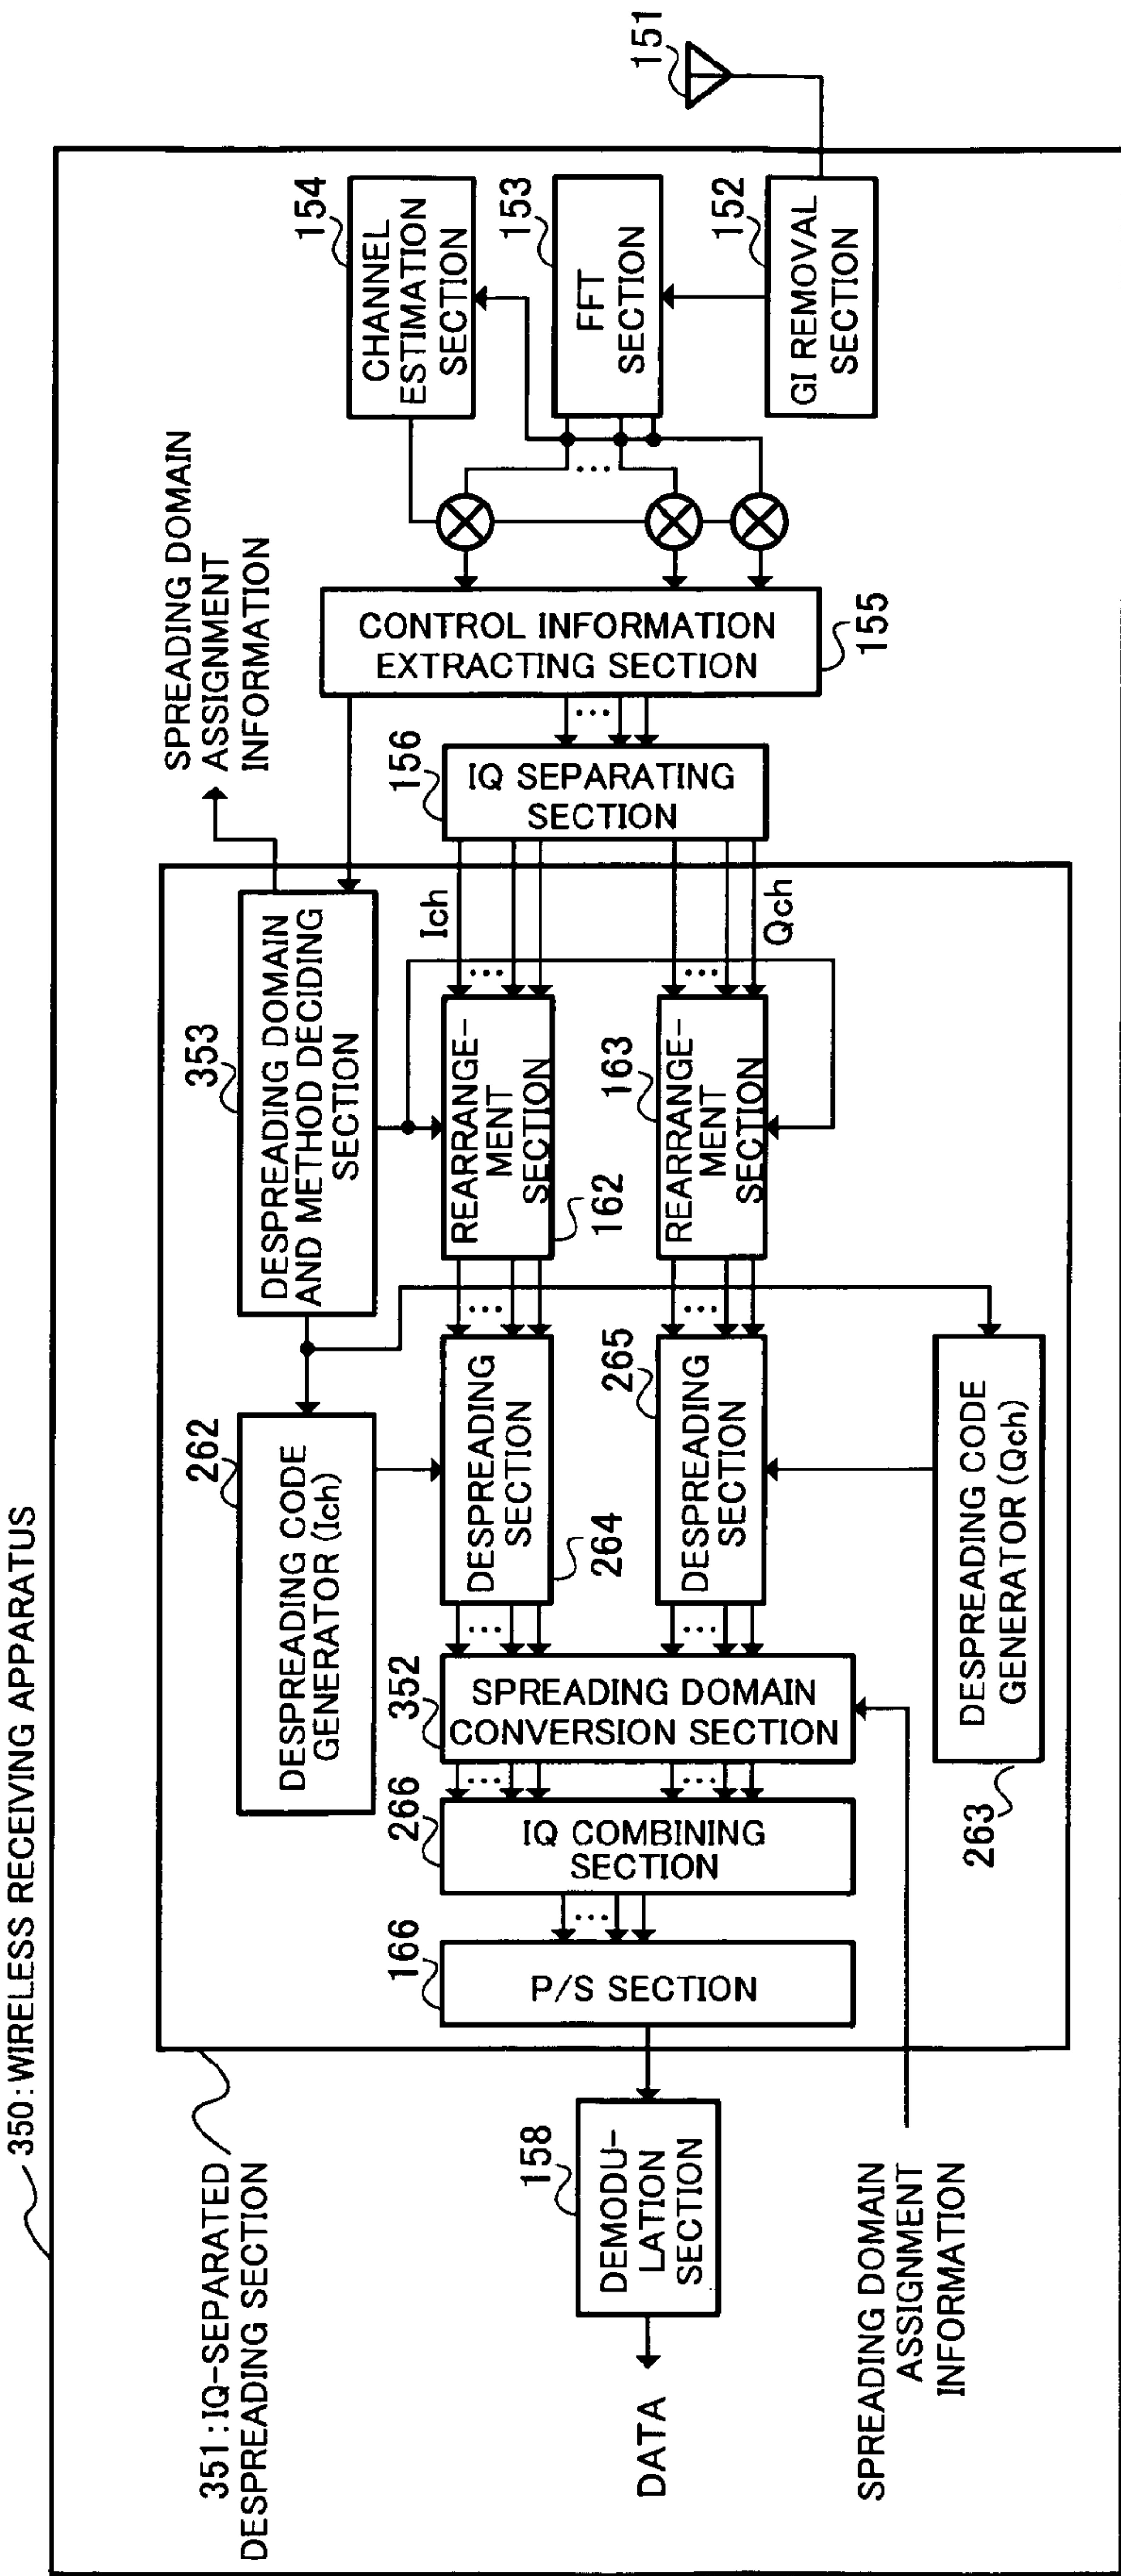 350:WIRELESS RECEIVING APPARATUS
351:IQ-SEPARATED
DESPREADING SECTION
353
DESPREADING DOMAIN
AND METHOD DECIDING
SECTION
SPREADING DOMAIN
ASSIGNMENT
INFORMATION
154
CHANNEL
ESTIMATION
SECTION
153
FFT
SECTION
152
GI REMOVAL
SECTION
151
CONTROL INFORMATION
EXTRACTING SECTION
155
156
IQ SEPARATING
SECTION
Ich
Qch
REARRANGE-
MENT
SECTION
162
163
REARRANGE-
MENT
SECTION
262
DESPREADING CODE
GENERATOR (Ich)
DESPREADING
SECTION
264
265
DESPREADING
SECTION
DESPREADING CODE
GENERATOR (Qch)
263
352
SPREADING DOMAIN
CONVERSION SECTION
266
IQ COMBINING
SECTION
166
P/S SECTION
158
DEMODU-
LATION
SECTION
DATA
SPREADING DOMAIN
ASSIGNMENT
INFORMATION